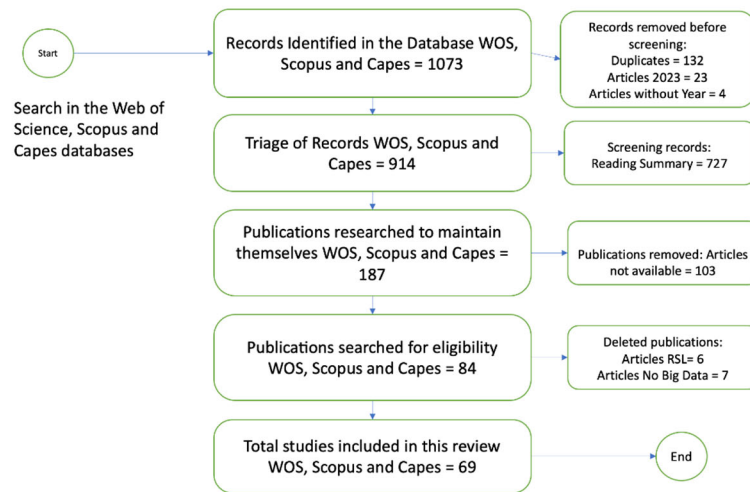 Start
Search in the Web of
Science, Scopus and
Capes databases
Records Identified in the Database WOS,
Scopus and Capes = 1073
Records removed before
screening:
Duplicates = 132
Articles 2023 = 23
Articles without Year = 4
Triage of Records WOS, Scopus and
Capes = 914
Screening records:
Reading Summary = 727
Publications researched to maintain
themselves WOS, Scopus and Capes =
187
Publications removed: Articles
not available = 103
Publications searched for eligibility
WOS, Scopus and Capes = 84
Deleted publications:
Articles RSL= 6
Articles No Big Data = 7
Total studies included in this review
WOS, Scopus and Capes = 69
End